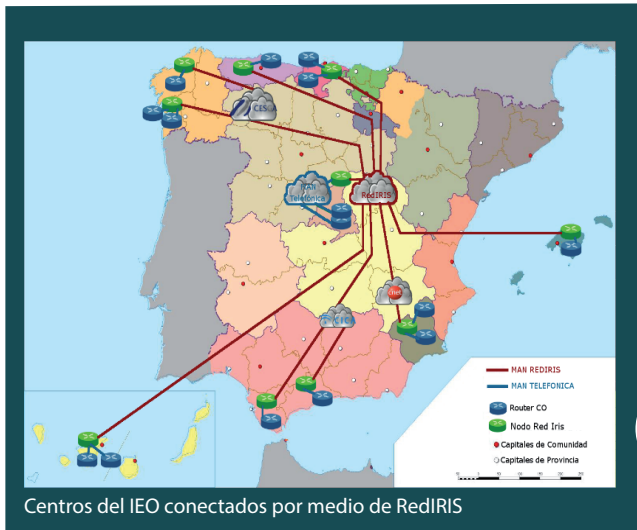 CESGA
MAN
Telefónica
RedIRIS
CICA
MAN REDIRIS
MAN TELEFONICA
Router CO
Nodo Red Iris
Capitales de Comunidad
Capitales de Provincia
Centros del IEO conectados por medio de RedIRIS